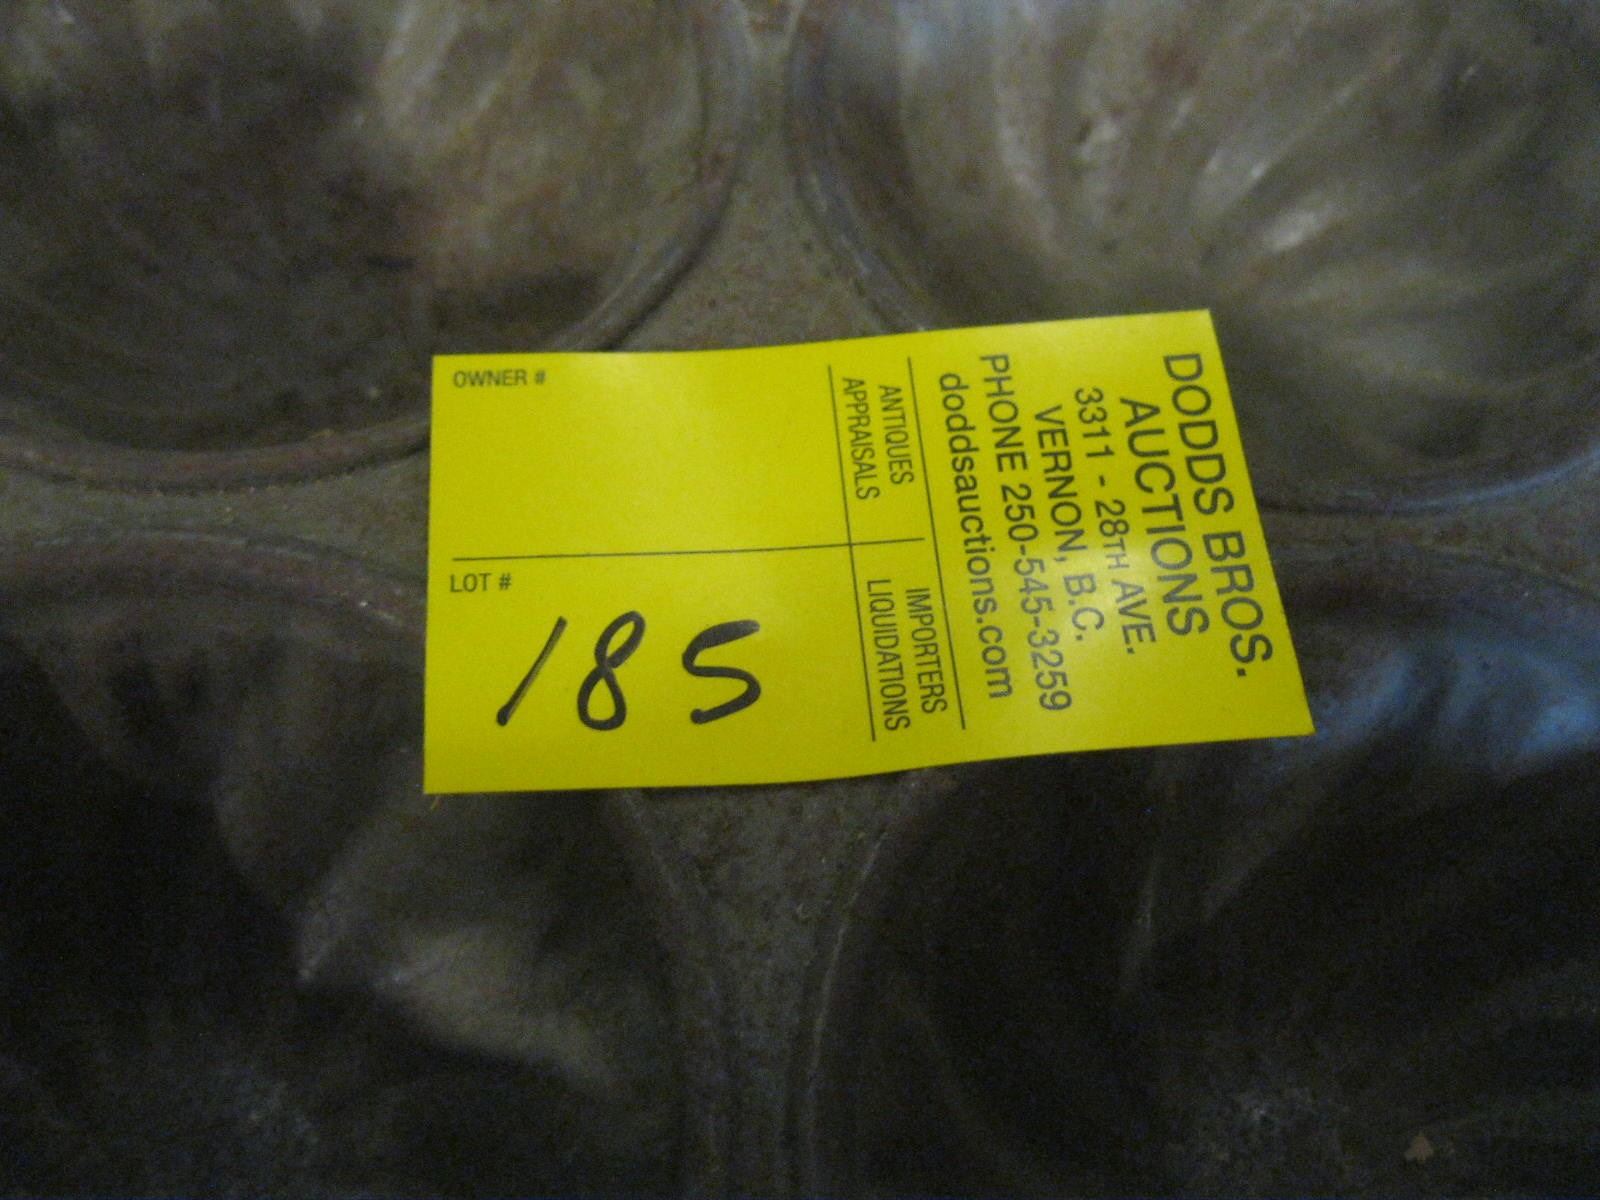 DODDS BROS.
AUCTIONS
3311 - 28TH AVE.
VERNON, B.C.
PHONE 250-545-3259
doddsauctions.com
ANTIQUES
APPRAISALS
IMPORTERS
LIQUIDATIONS
OWNER #
LOT #
185